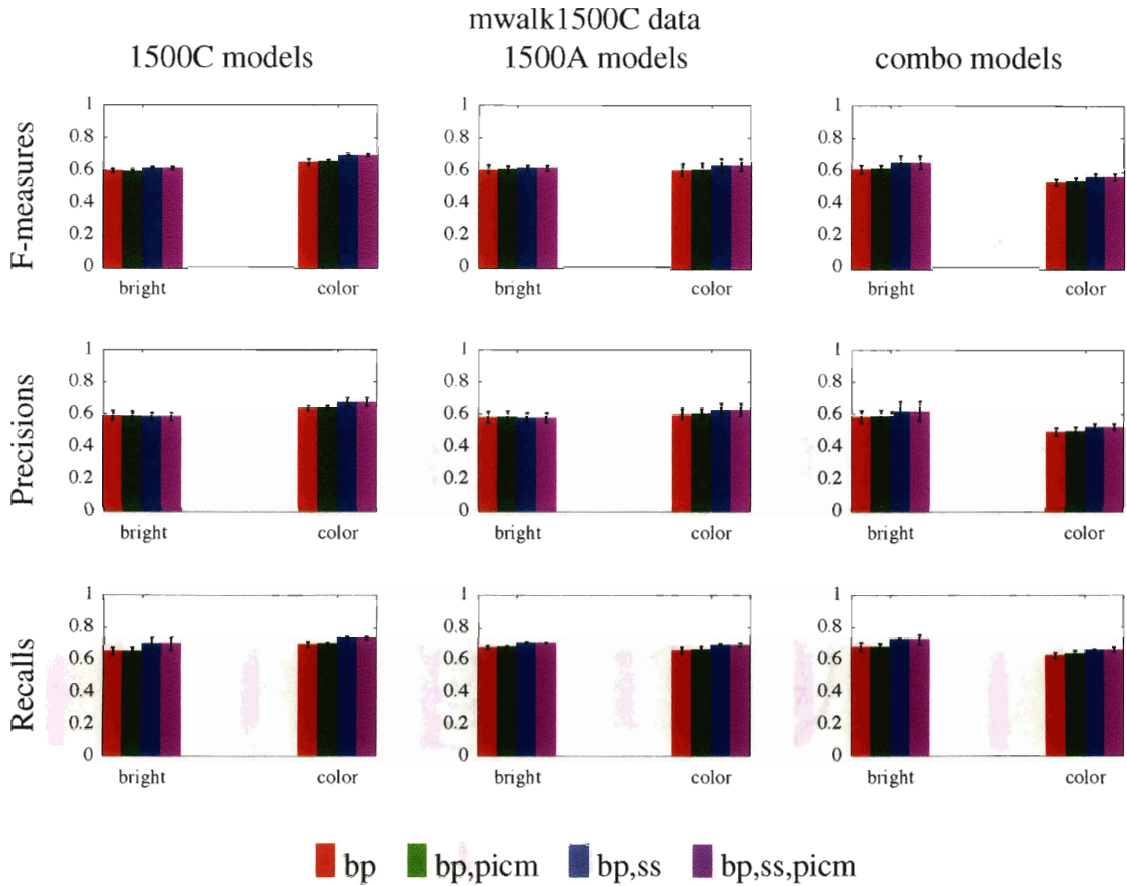 mwalk1500C data
1500C models 1500A models combo models
F-measures
1 0.8 0.6 0.4 0.2 0
bright color
1 0.8 0.6 0.4 0.2 0
bright color
1 0.8 0.6 0.4 0.2 0
bright color
Precisions
1 0.8 0.6 0.4 0.2 0
bright color
1 0.8 0.6 0.4 0.2 0
bright color
1 0.8 0.6 0.4 0.2 0
bright color
Recalls
1 0.8 0.6 0.4 0.2 0
bright color
1 0.8 0.6 0.4 0.2 0
bright color
1 0.8 0.6 0.4 0.2 0
bright color
bp bp,picm bp,ss bp,ss,picm